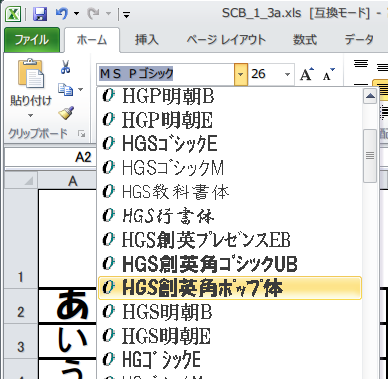 SCB_1_3a.xls [互換モード] -
ファイル ホーム 挿入 ページ レイアウト 数式 データ
ＭＳ Ｐゴシック 26 A A
貼り付け
クリップボード
A2
HGP明朝B
HGP明朝E
HGSｺﾞｼｯｸE
HGSｺﾞｼｯｸM
HGS教科書体
HGS行書体
HGS創英ﾌﾟﾚｾﾞﾝｽEB
HGS創英角ｺﾞｼｯｸUB
HGS創英角ﾎﾟｯﾌﾟ体
HGS明朝B
HGS明朝E
HGｺﾞｼｯｸE
A
1
2 あ
3 い
4 う